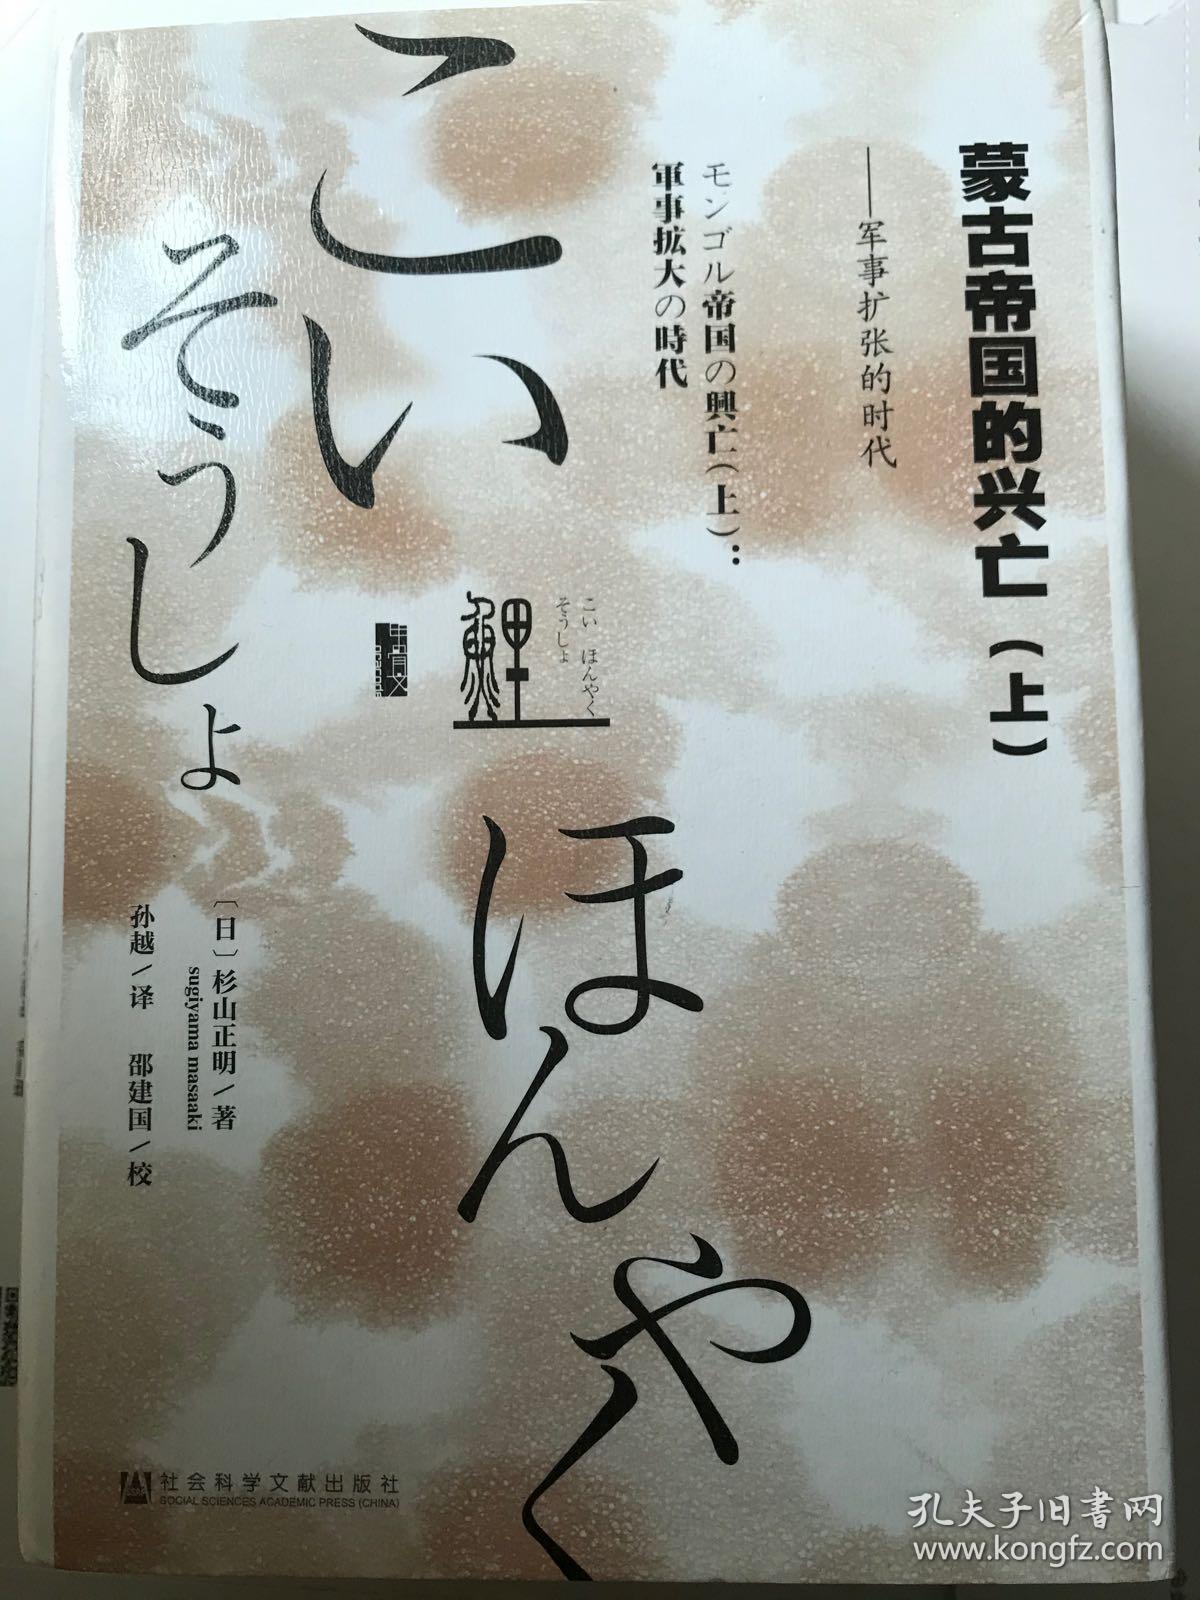 蒙古帝国的兴亡（上）
——军事扩张的时代
モンゴル帝国の興亡（上）：
軍事拡大の時代
こい
ほんやく
そうしょ
鯉
こい ほんやく
そうしょ
〔日〕杉山正明／著
sugiyama masaaki
孙越／译 邵建国／校
社会科学文献出版社
SOCIAL SCIENCES ACADEMIC PRESS (CHINA)
孔夫子旧书网
www.kongfz.com